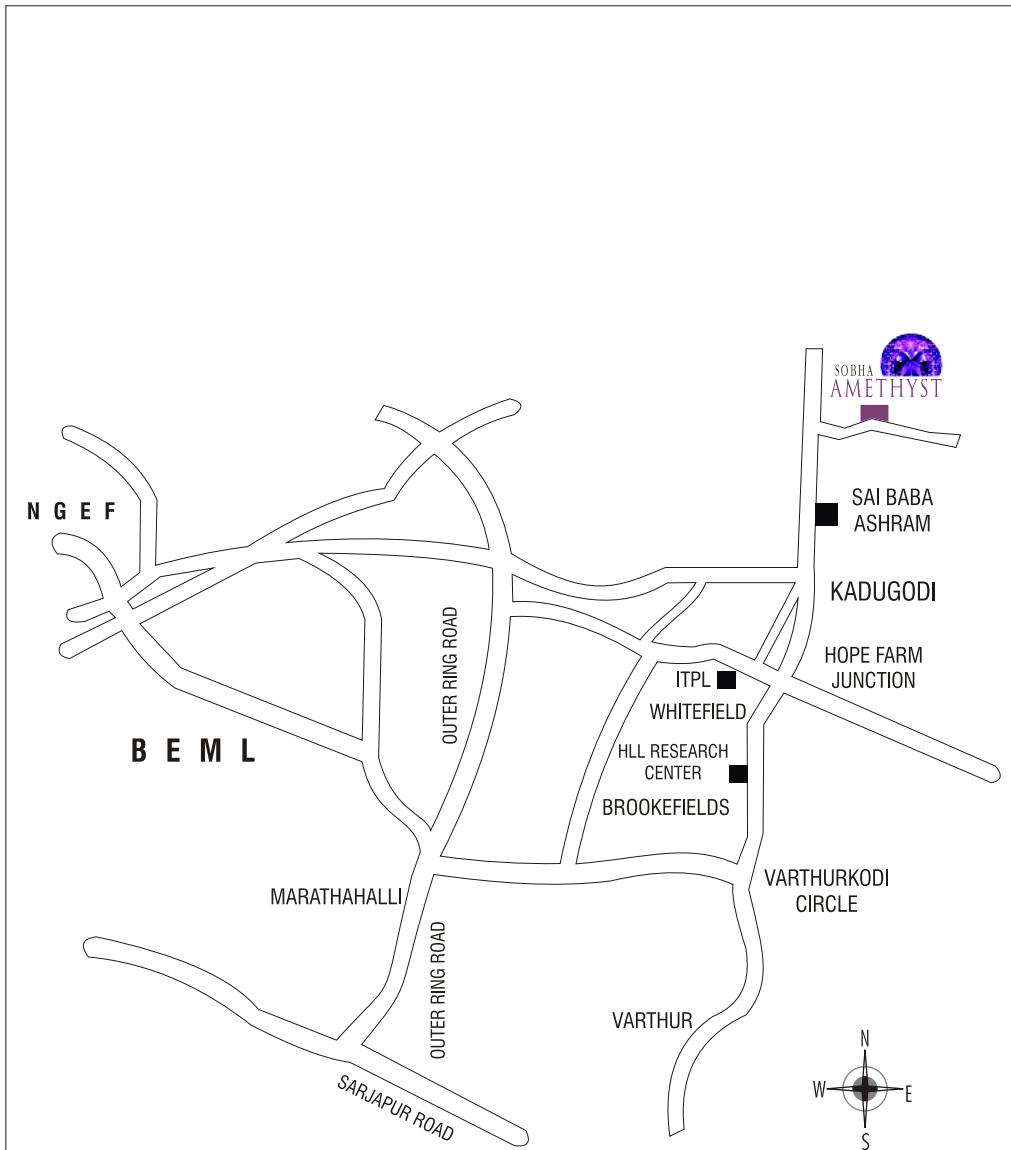 SOBHA
AMETHYST
N G E F
SAI BABA
ASHRAM
KADUGODI
HOPE FARM
JUNCTION
OUTER RING ROAD
ITPL
WHITEFIELD
B E M L
HLL RESEARCH
CENTER
BROOKEFIELDS
MARATHAHALLI
VARTHURKODI
CIRCLE
OUTER RING ROAD
VARTHUR
SARJAPUR ROAD
N
W
E
S